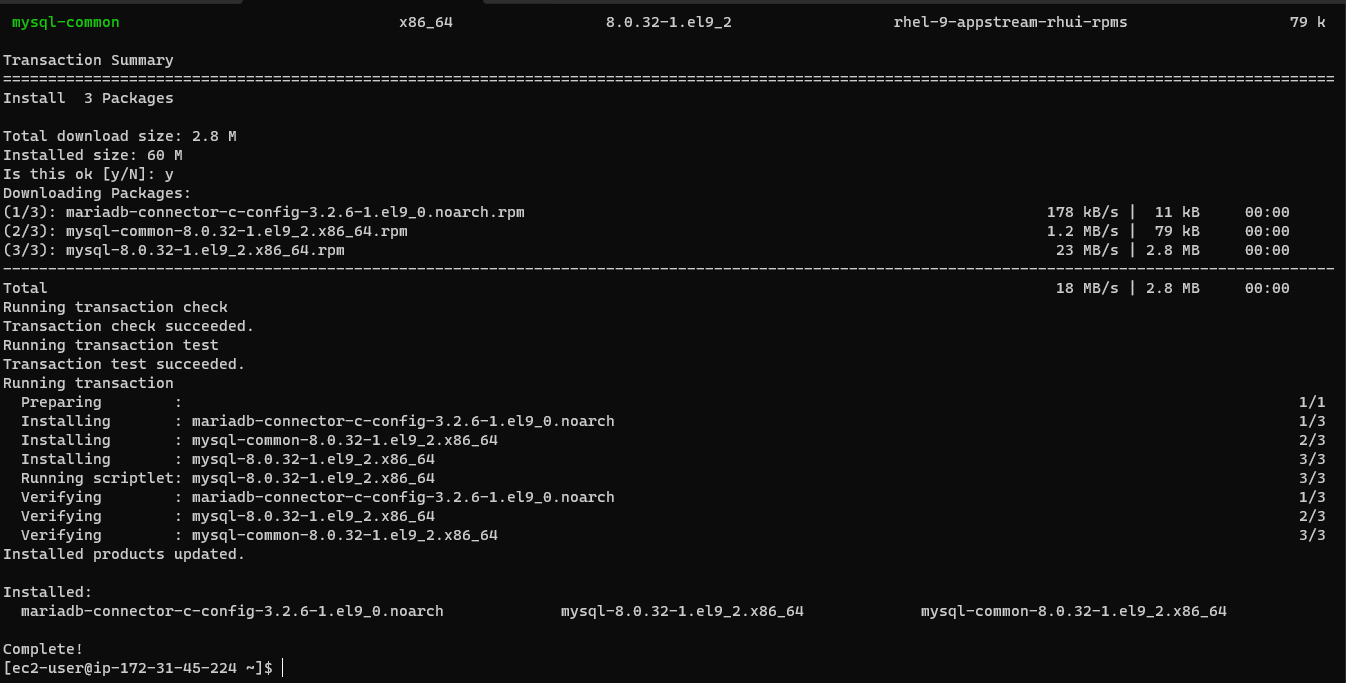 mysql-common x86_64 8.0.32-1.el9_2 rhel-9-appstream-rhui-rpms 79 k
Transaction Summary
====================================================================================================================================================
Install  3 Packages
Total download size: 2.8 M
Installed size: 60 M
Is this ok [y/N]: y
Downloading Packages:
(1/3): mariadb-connector-c-config-3.2.6-1.el9_0.noarch.rpm 178 kB/s |  11 kB     00:00
(2/3): mysql-common-8.0.32-1.el9_2.x86_64.rpm 1.2 MB/s |  79 kB     00:00
(3/3): mysql-8.0.32-1.el9_2.x86_64.rpm 23 MB/s | 2.8 MB     00:00
----------------------------------------------------------------------------------------------------------------------------------------------------
Total 18 MB/s | 2.8 MB     00:00
Running transaction check
Transaction check succeeded.
Running transaction test
Transaction test succeeded.
Running transaction
  Preparing        : 1/1
  Installing       : mariadb-connector-c-config-3.2.6-1.el9_0.noarch 1/3
  Installing       : mysql-common-8.0.32-1.el9_2.x86_64 2/3
  Installing       : mysql-8.0.32-1.el9_2.x86_64 3/3
  Running scriptlet: mysql-8.0.32-1.el9_2.x86_64 3/3
  Verifying        : mariadb-connector-c-config-3.2.6-1.el9_0.noarch 1/3
  Verifying        : mysql-8.0.32-1.el9_2.x86_64 2/3
  Verifying        : mysql-common-8.0.32-1.el9_2.x86_64 3/3
Installed products updated.
Installed:
  mariadb-connector-c-config-3.2.6-1.el9_0.noarch mysql-8.0.32-1.el9_2.x86_64 mysql-common-8.0.32-1.el9_2.x86_64
Complete!
[ec2-user@ip-172-31-45-224 ~]$